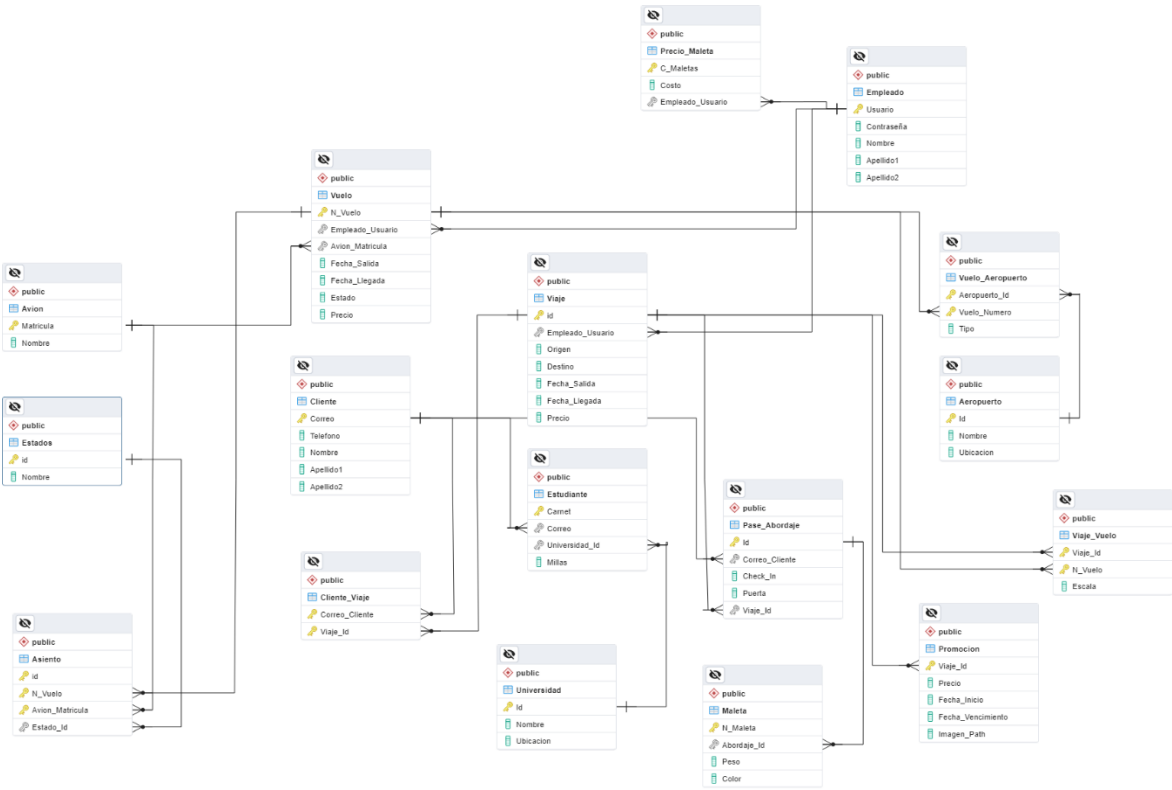 public
Precio_Maleta
C_Maletas
Costo
Empleado_Usuario
public
Empleado
Usuario
Contraseña
Nombre
Apellido1
Apellido2
public
Vuelo
N_Vuelo
Empleado_Usuario
Avion_Matricula
Fecha_Salida
Fecha_Llegada
Estado
Precio
public
Vuelo_Aeropuerto
Aeropuerto_Id
Vuelo_Numero
Tipo
public
Viaje
id
Empleado_Usuario
Origen
Destino
Fecha_Salida
Fecha_Llegada
Precio
public
Avion
Matricula
Nombre
public
Cliente
Correo
Telefono
Nombre
Apellido1
Apellido2
public
Aeropuerto
Id
Nombre
Ubicacion
public
Estados
id
Nombre
public
Estudiante
Carnet
Correo
Universidad_Id
Millas
public
Pase_Abordaje
Id
Correo_Cliente
Check_In
Puerta
Viaje_Id
public
Viaje_Vuelo
Viaje_Id
N_Vuelo
Escala
public
Cliente_Viaje
Correo_Cliente
Viaje_Id
public
Asiento
id
N_Vuelo
Avion_Matricula
Estado_Id
public
Universidad
Id
Nombre
Ubicacion
public
Maleta
N_Maleta
Abordaje_Id
Peso
Color
public
Promocion
Viaje_Id
Precio
Fecha_Inicio
Fecha_Vencimiento
Imagen_Path